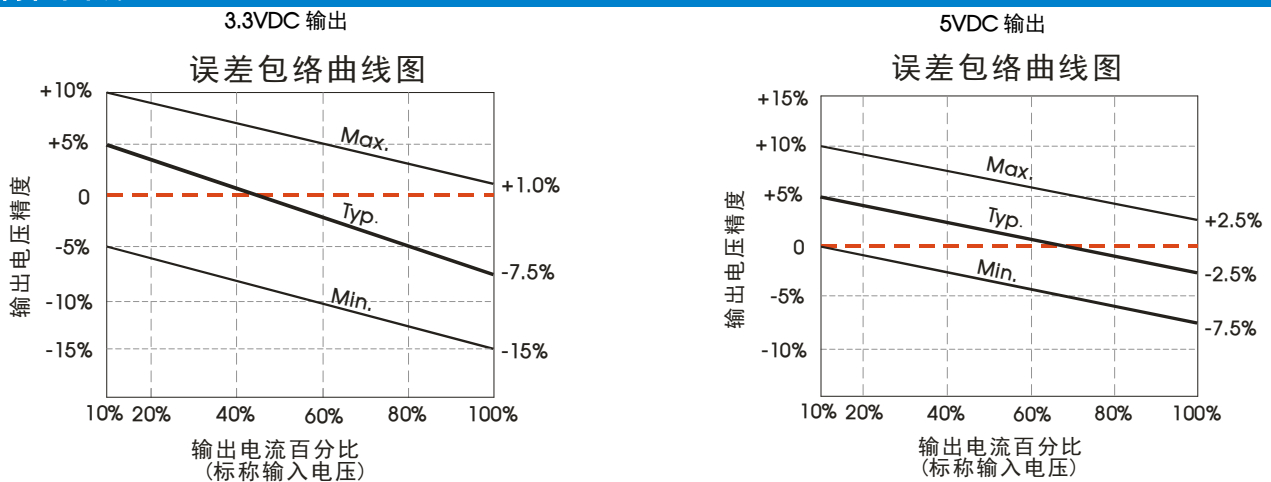 3.3VDC 输出
误差包络曲线图
+10%
+5%
0
-5%
-10%
-15%
Max.
Typ.
Min.
+1.0%
-7.5%
-15%
10% 20% 40% 60% 80% 100%
输出电压精度
输出电流百分比
(标称输入电压)
5VDC 输出
误差包络曲线图
+15%
+10%
+5%
0
-5%
-10%
Max.
Typ.
Min.
+2.5%
-2.5%
-7.5%
10% 20% 40% 60% 80% 100%
输出电压精度
输出电流百分比
(标称输入电压)